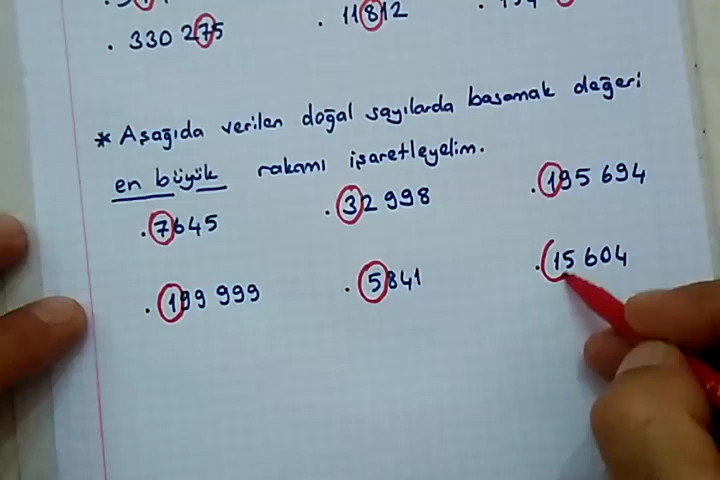 . 330 275
. 11812
* Aşağıda verilen doğal sayılarda basamak değeri
en büyük rakamı işaretleyelim.
. 7645 . 32 998 . 195 694
. 199 999 . 5841 . 15 604